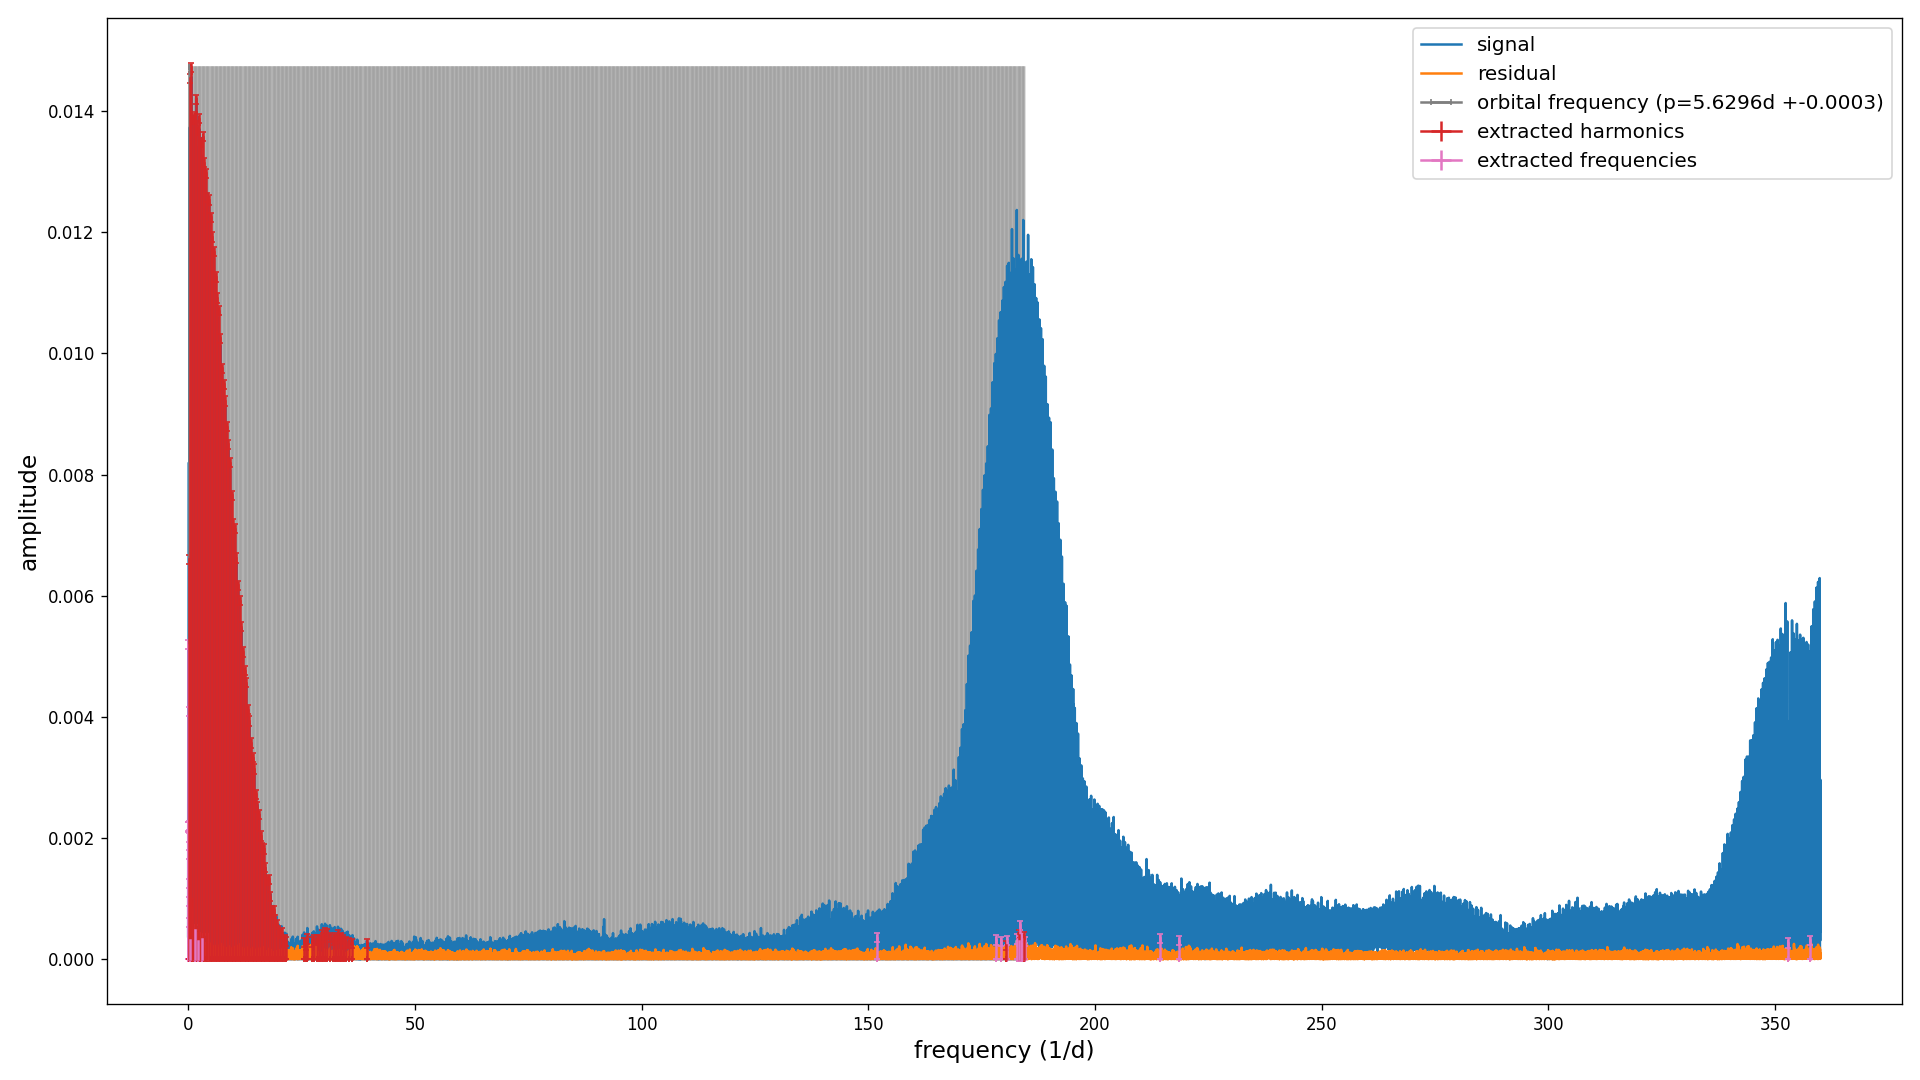 signal
residual
orbital frequency (p=5.6296d +-0.0003)
extracted harmonics
extracted frequencies
amplitude
0.014
0.012
0.010
0.008
0.006
0.004
0.002
0.000
0 50 100 150 200 250 300 350
frequency (1/d)